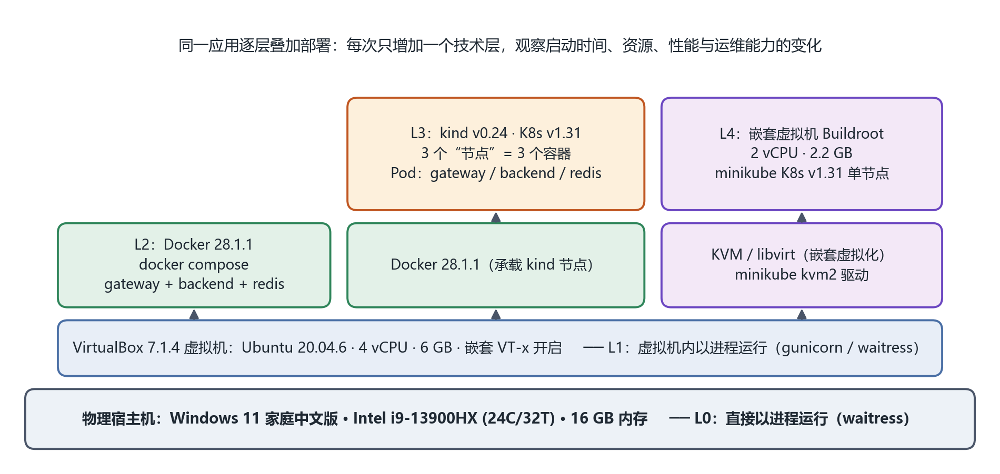 同一应用逐层叠加部署：每次只增加一个技术层，观察启动时间、资源、性能与运维能力的变化
L3：kind v0.24 · K8s v1.31
3 个“节点”= 3 个容器
Pod：gateway / backend / redis
L4：嵌套虚拟机 Buildroot
2 vCPU · 2.2 GB
minikube K8s v1.31 单节点
L2：Docker 28.1.1
docker compose
gateway + backend + redis
Docker 28.1.1（承载 kind 节点）
KVM / libvirt（嵌套虚拟化）
minikube kvm2 驱动
VirtualBox 7.1.4 虚拟机：Ubuntu 20.04.6 · 4 vCPU · 6 GB · 嵌套 VT-x 开启 —— L1：虚拟机内以进程运行（gunicorn / waitress）
物理宿主机：Windows 11 家庭中文版 • Intel i9-13900HX (24C/32T) • 16 GB 内存 —— L0：直接以进程运行（waitress）